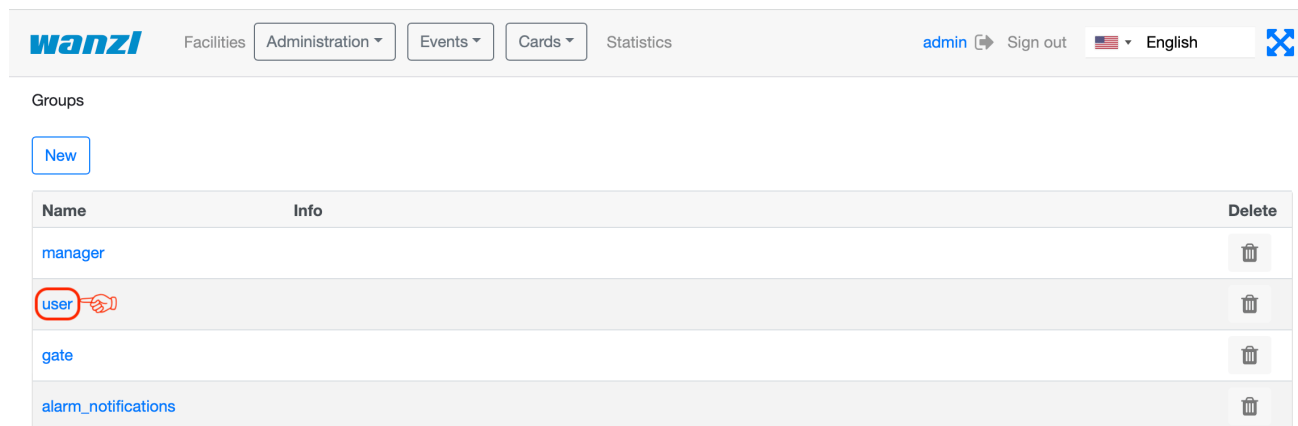 wanzl Facilities Administration Events Cards Statistics admin Sign out English
Groups
New
Name Info Delete
manager
user
gate
alarm_notifications